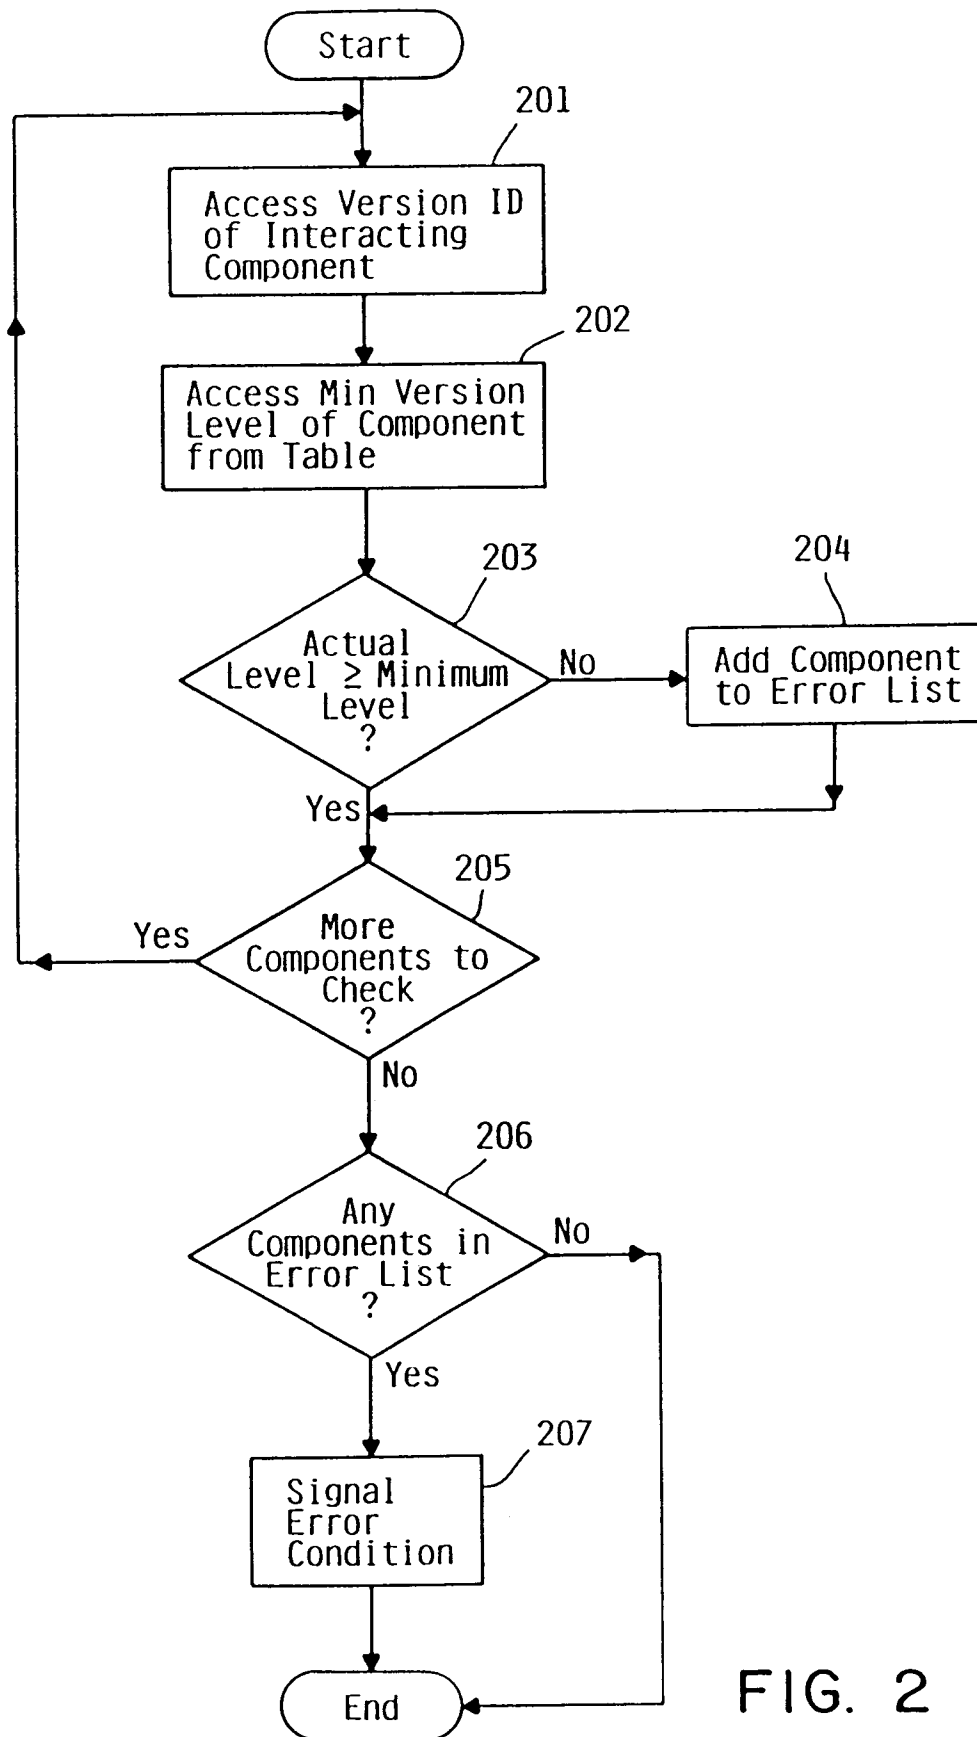 Start
201
Access Version ID
of Interacting
Component
202
Access Min Version
Level of Component
from Table
203
Actual
Level ≥ Minimum
Level
?
No
204
Add Component
to Error List
Yes
205
More
Components to
Check
?
Yes
No
206
Any
Components in
Error List
?
No
Yes
207
Signal
Error
Condition
End
FIG. 2